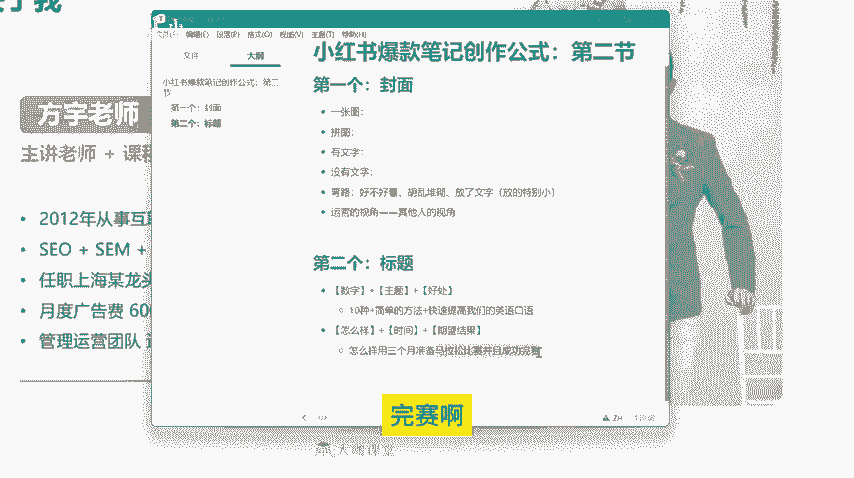 关于我
文件(F) 编辑(E) 段落(P) 格式(O) 视图(V) 主题(T) 帮助(H)
文件
大纲
小红书爆款笔记创作公式：第二节
第一个：封面
第二个：标题
小红书爆款笔记创作公式：第二节
第一个：封面
一张图；
拼图；
有文字；
没有文字；
弯路：好不好看、胡乱堆砌、放了文字（放的特别小）
运营的视角——其他人的视角
第二个：标题
【数字】+【主题】+【好处】
10种+简单的方法+快速提高我们的英语口语
【怎么样】+【时间】+【期望结果】
怎么样用三个月准备马拉松比赛并且成功完赛
方宇老师
主讲老师 + 课程
2012年从事互联
SEO + SEM +
任职上海某龙头
月度广告费 600
管理运营团队
完赛啊
大咖课堂